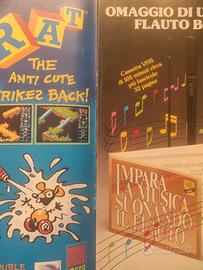 RAT
THE
ANTI CUTE
STRIKES BACK!
OMAGGIO DI U
FLAUTO
Cassetta VHS
di 105 minuti circa
più fascicolo
32 pagine
IMPARA
LA MUSICA
SUONANDO
IL FLAUTO